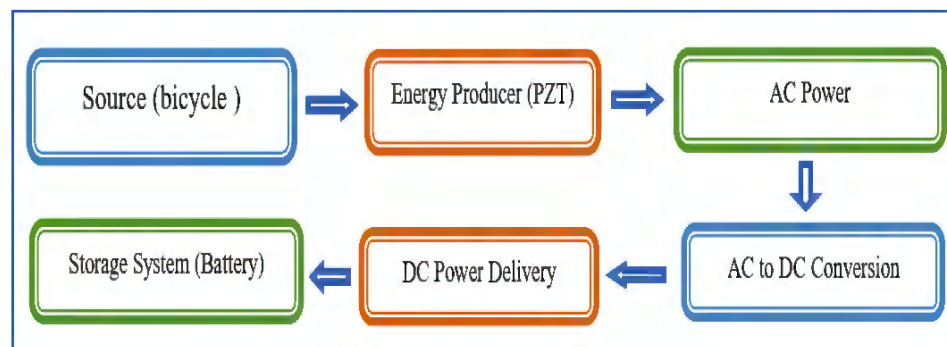 Source (bicycle )
Energy Producer (PZT)
AC Power
AC to DC Conversion
DC Power Delivery
Storage System (Battery)